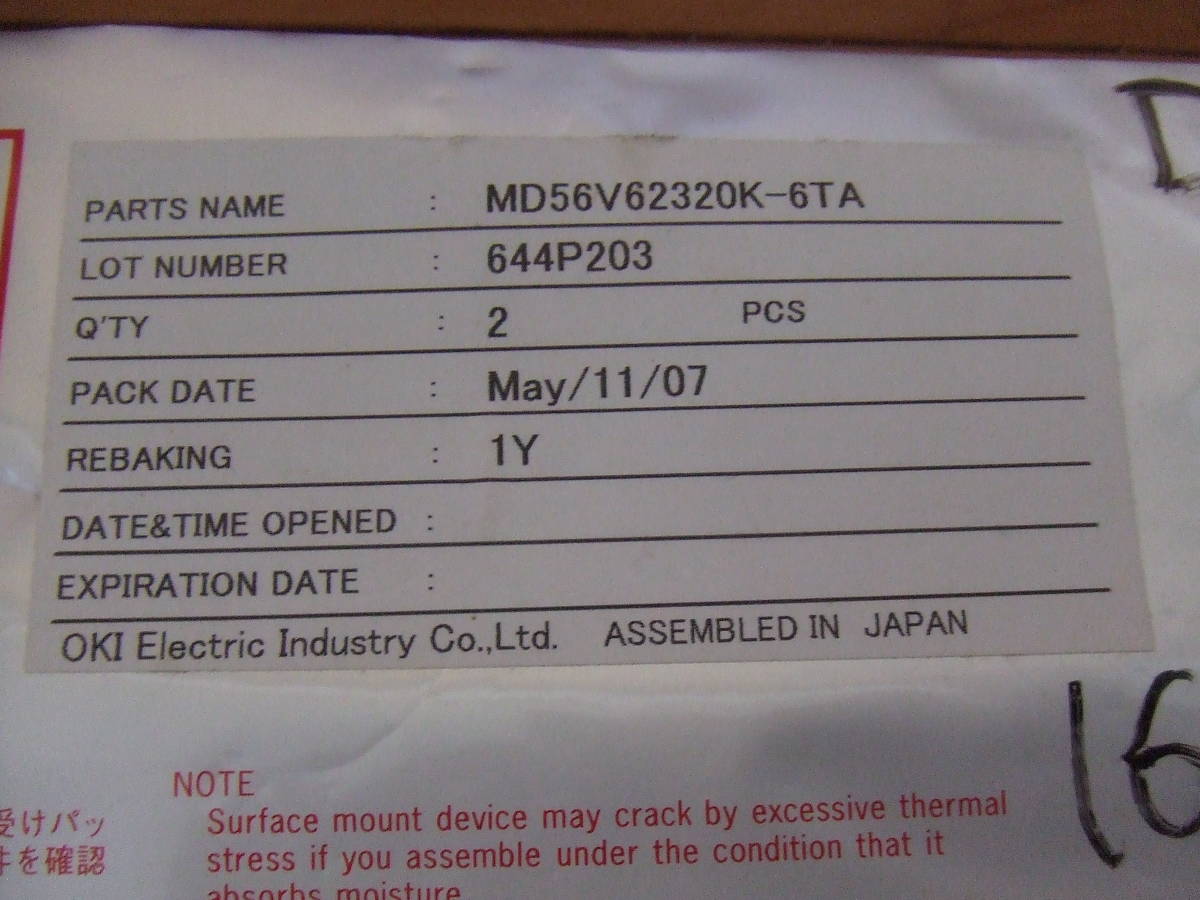 D
PARTS NAME : MD56V62320K-6TA
LOT NUMBER : 644P203
Q'TY : 2 PCS
PACK DATE : May/11/07
REBAKING : 1Y
DATE&TIME OPENED :
EXPIRATION DATE :
OKI Electric Industry Co.,Ltd. ASSEMBLED IN JAPAN
16
NOTE
Surface mount device may crack by excessive thermal
stress if you assemble under the condition that it
absorbs moisture
受けパッ
を確認